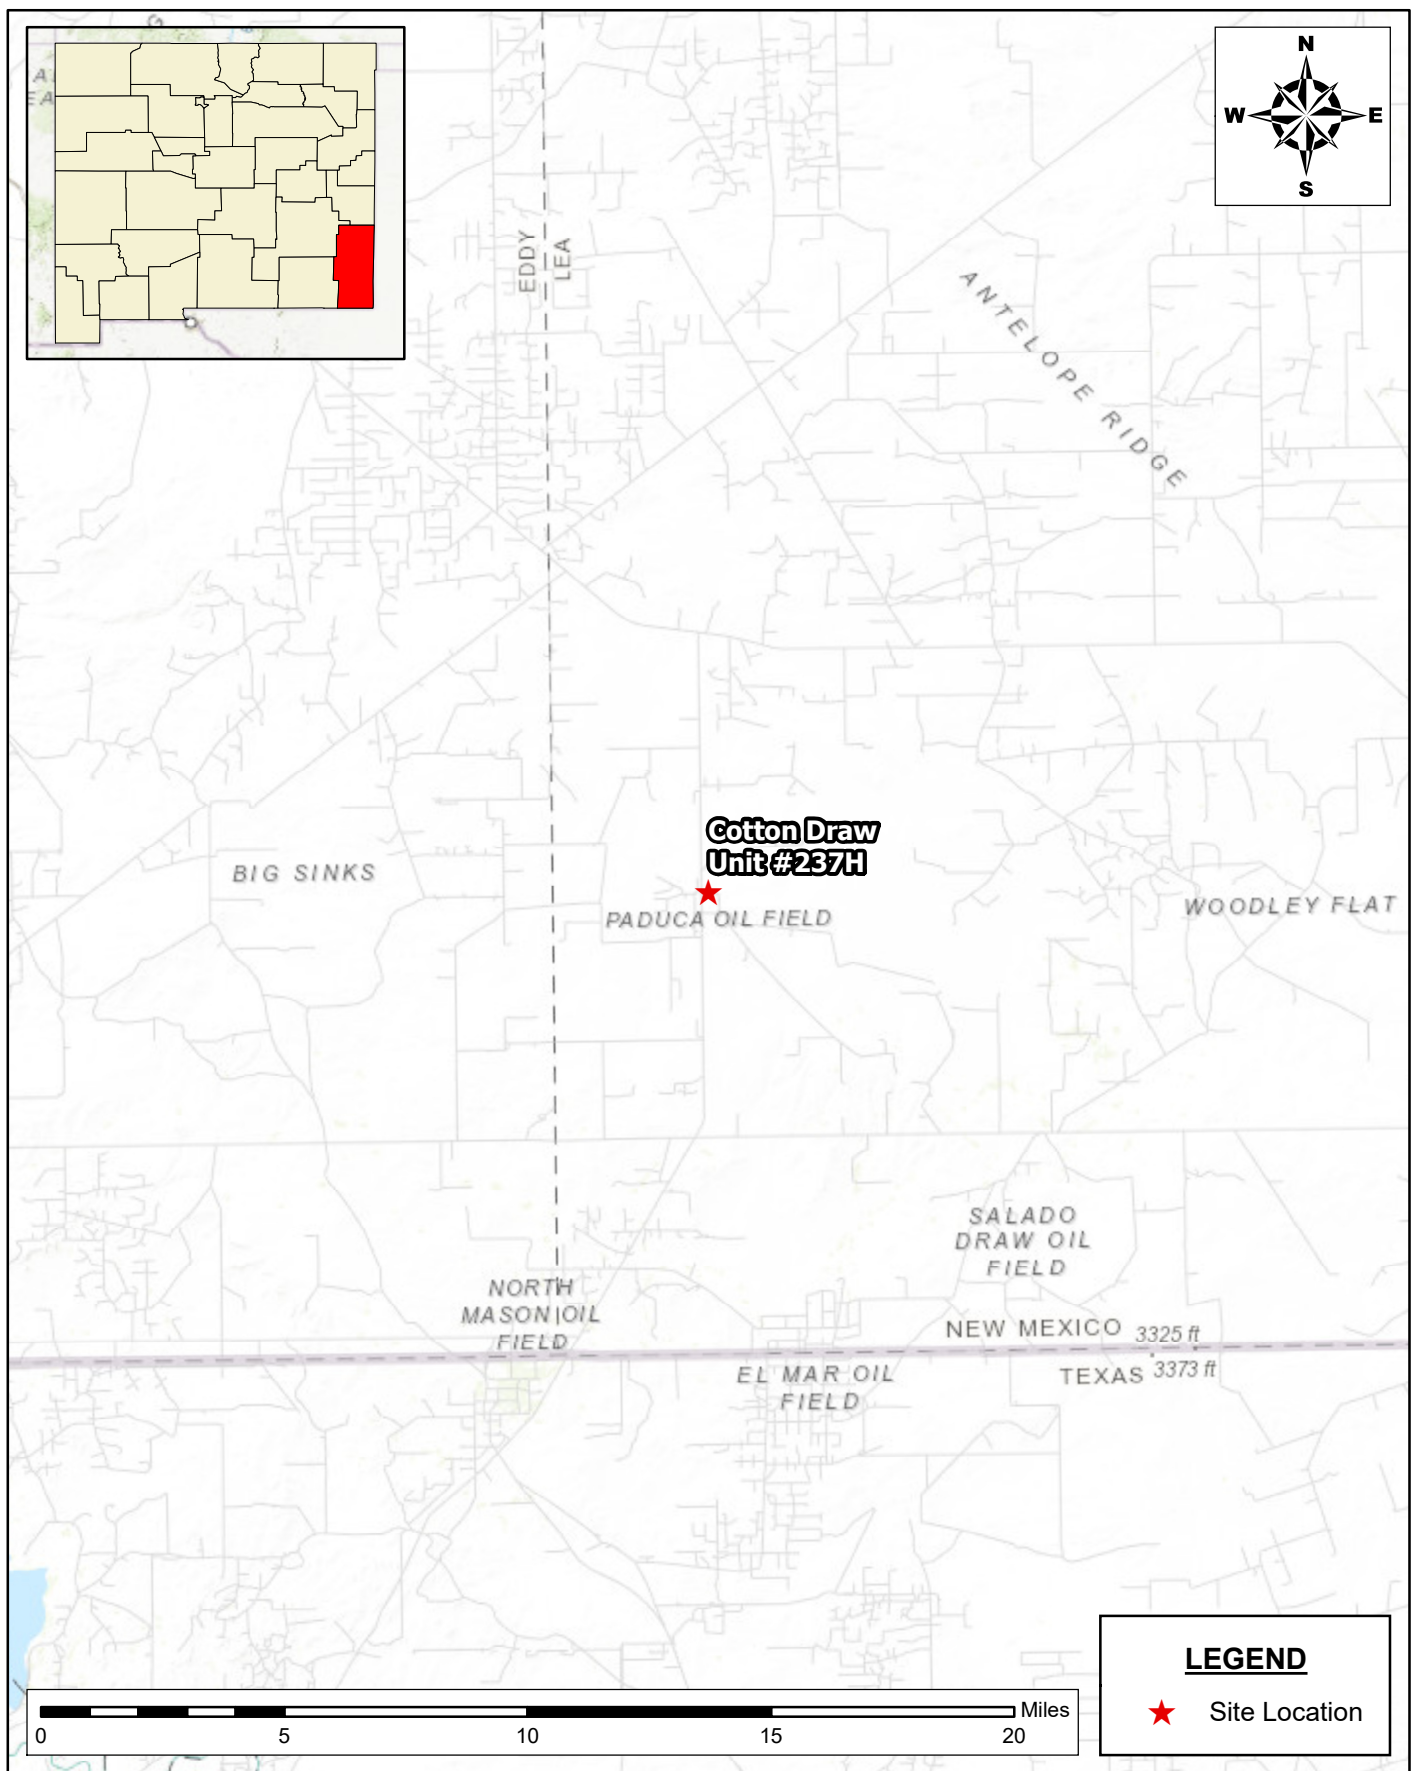 N
W
E
S
EDDY
LEA
ANTELOPE RIDGE
Cotton Draw
Unit #237H
BIG SINKS
PADUCA OIL FIELD
WOODLEY FLAT
SALADO
DRAW OIL
FIELD
NORTH
MASON OIL
FIELD
NEW MEXICO
3325 ft
TEXAS
3373 ft
EL MAR OIL
FIELD
LEGEND
Site Location
Miles
0
5
10
15
20